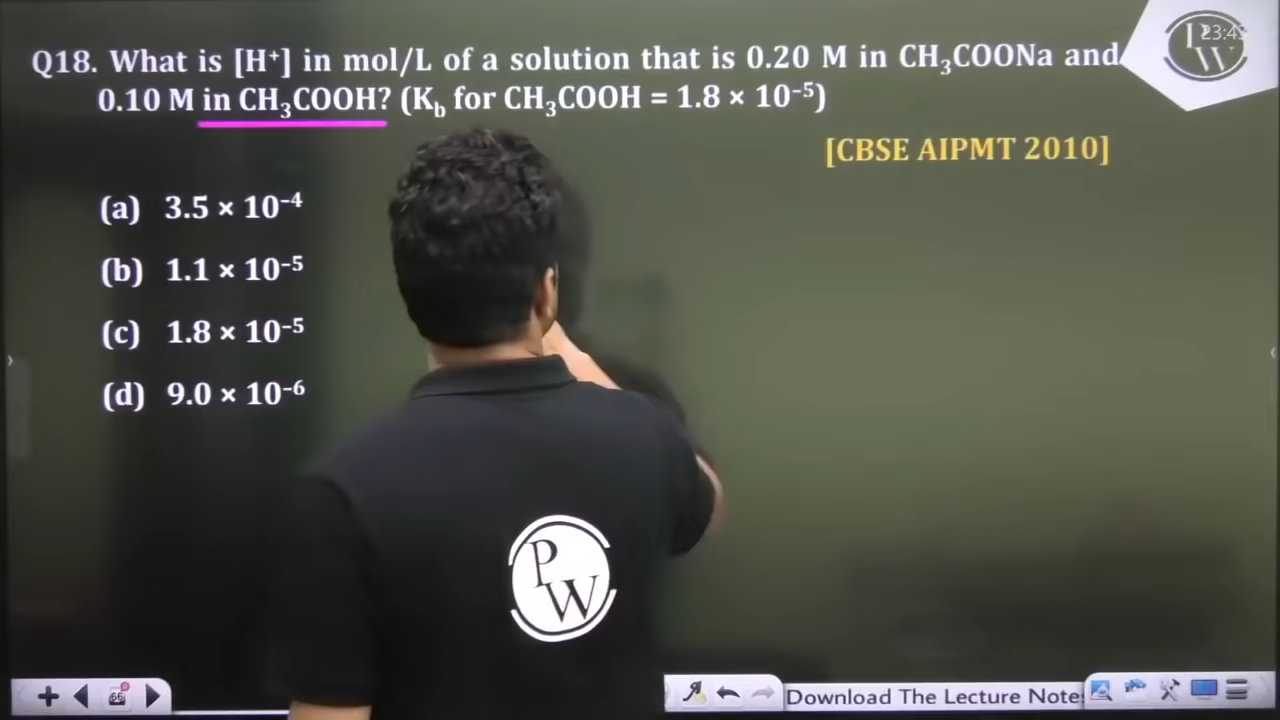 Q18. What is [H⁺] in mol/L of a solution that is 0.20 M in CH₃COONa and
0.10 M in CH₃COOH? (K_b for CH₃COOH = 1.8 × 10⁻⁵)
[CBSE AIPMT 2010]
(a) 3.5 × 10⁻⁴
(b) 1.1 × 10⁻⁵
(c) 1.8 × 10⁻⁵
(d) 9.0 × 10⁻⁶
P
W
Download The Lecture Note